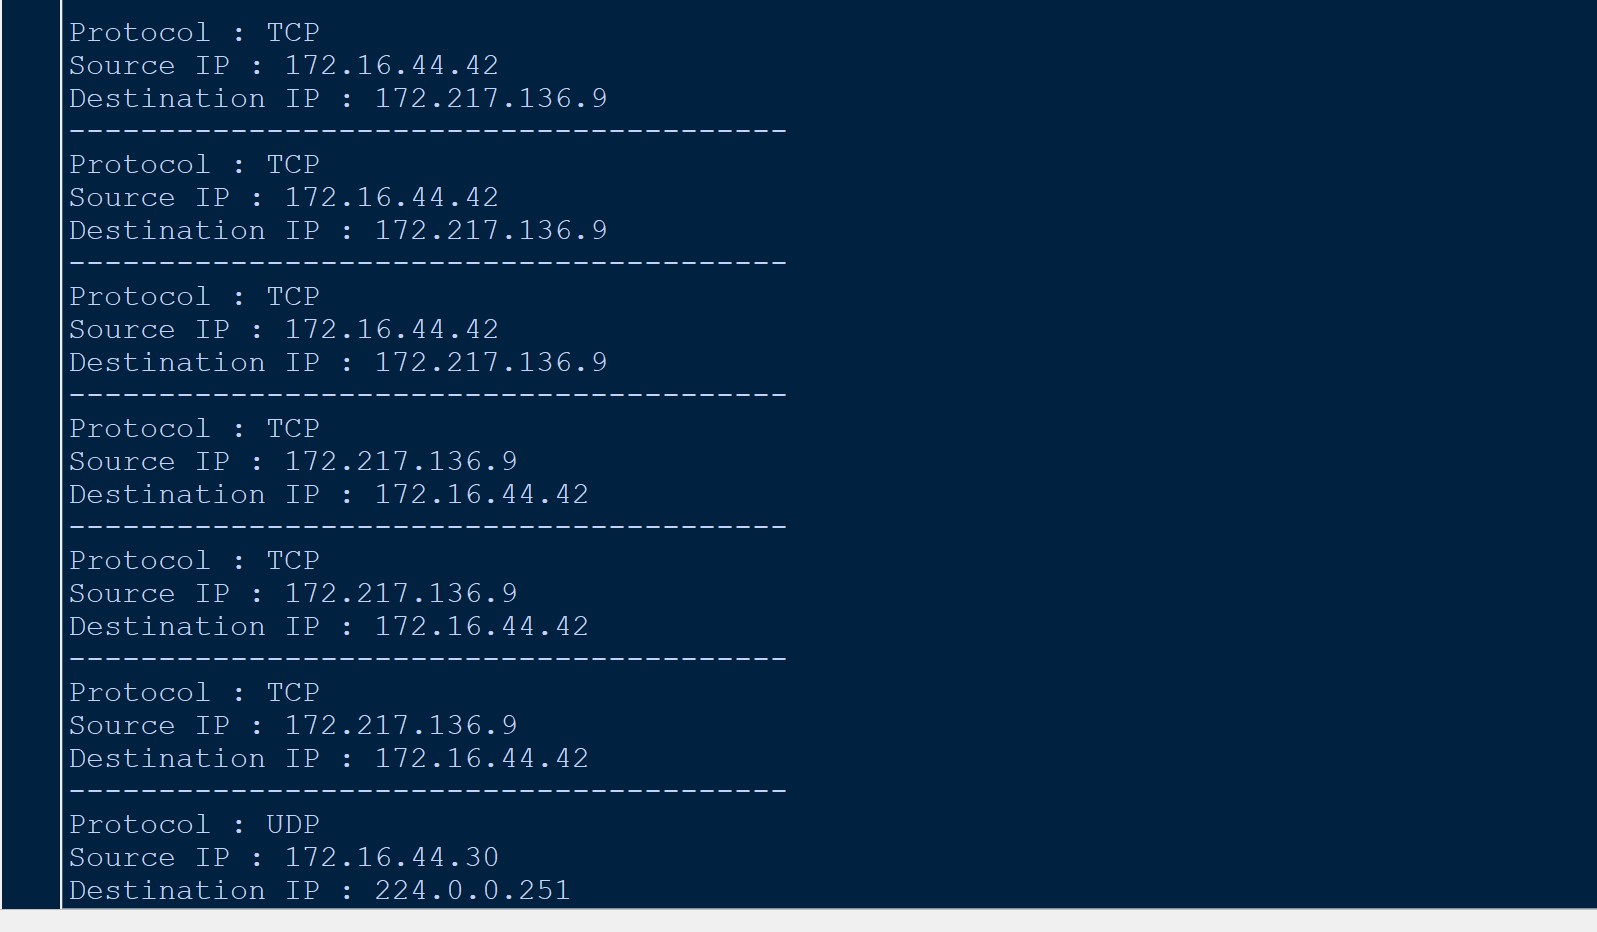 Protocol : TCP
Source IP : 172.16.44.42
Destination IP : 172.217.136.9
----------------------------------------
Protocol : TCP
Source IP : 172.16.44.42
Destination IP : 172.217.136.9
----------------------------------------
Protocol : TCP
Source IP : 172.16.44.42
Destination IP : 172.217.136.9
----------------------------------------
Protocol : TCP
Source IP : 172.217.136.9
Destination IP : 172.16.44.42
----------------------------------------
Protocol : TCP
Source IP : 172.217.136.9
Destination IP : 172.16.44.42
----------------------------------------
Protocol : TCP
Source IP : 172.217.136.9
Destination IP : 172.16.44.42
----------------------------------------
Protocol : UDP
Source IP : 172.16.44.30
Destination IP : 224.0.0.251